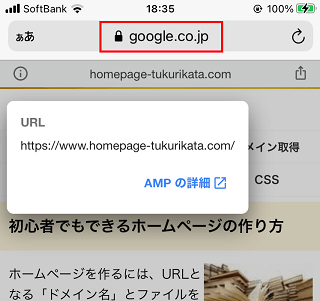 SoftBank 18:35 100%
ぁあ google.co.jp
homepage-tukurikata.com
URL
https://www.homepage-tukurikata.com/
メイン取得
AMP の詳細
CSS
初心者でもできるホームページの作り方
ホームページを作るには、URLと
なる「ドメイン名」とファイルを